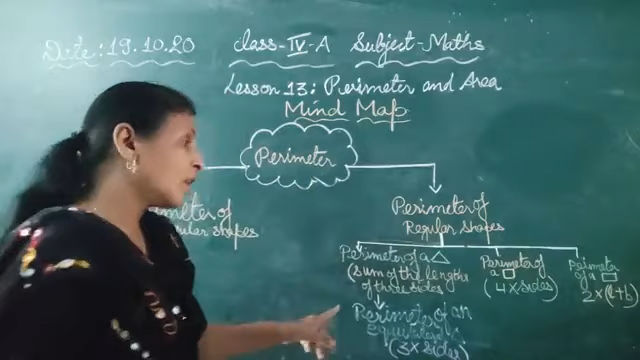 Date: 19.10.20 Class-IV-A Subject-Maths
Lesson 13: Perimeter and Area
Mind Map
Perimeter
of
shapes
Perimeter of
Regular shapes
Perimeter of a △
(sum of the lengths
of three sides
Perimeter of
a □
(4 x sides)
Perimeter
of a ▭
2 x (l+b)
Perimeter of an
(3 x side)